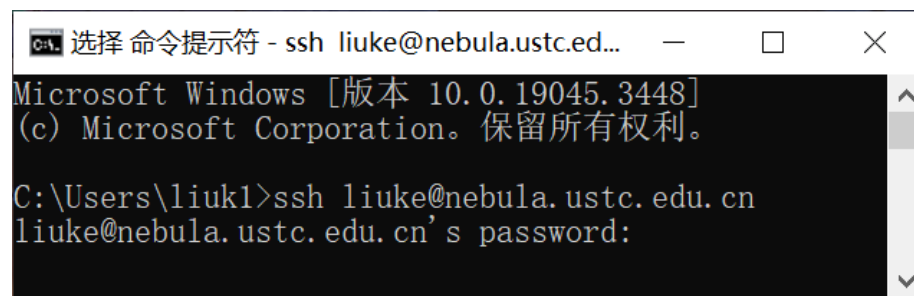 选择 命令提示符 - ssh liuke@nebula.ustc.ed...
Microsoft Windows [版本 10.0.19045.3448]
(c) Microsoft Corporation。保留所有权利。
C:\Users\liuk1>ssh liuke@nebula.ustc.edu.cn
liuke@nebula.ustc.edu.cn's password: